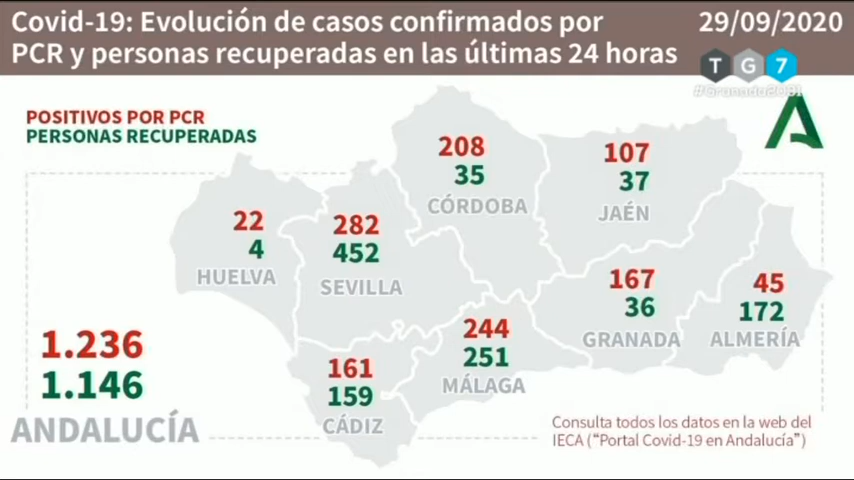 Covid-19: Evolución de casos confirmados por
PCR y personas recuperadas en las últimas 24 horas
29/09/2020
TG7
#Granada2031
POSITIVOS POR PCR
PERSONAS RECUPERADAS
208
35
CÓRDOBA
107
37
JAÉN
22
4
HUELVA
282
452
SEVILLA
167
36
GRANADA
45
172
ALMERÍA
244
251
MÁLAGA
161
159
CÁDIZ
1.236
1.146
ANDALUCÍA
Consulta todos los datos en la web del
IECA (“Portal Covid-19 en Andalucía”)